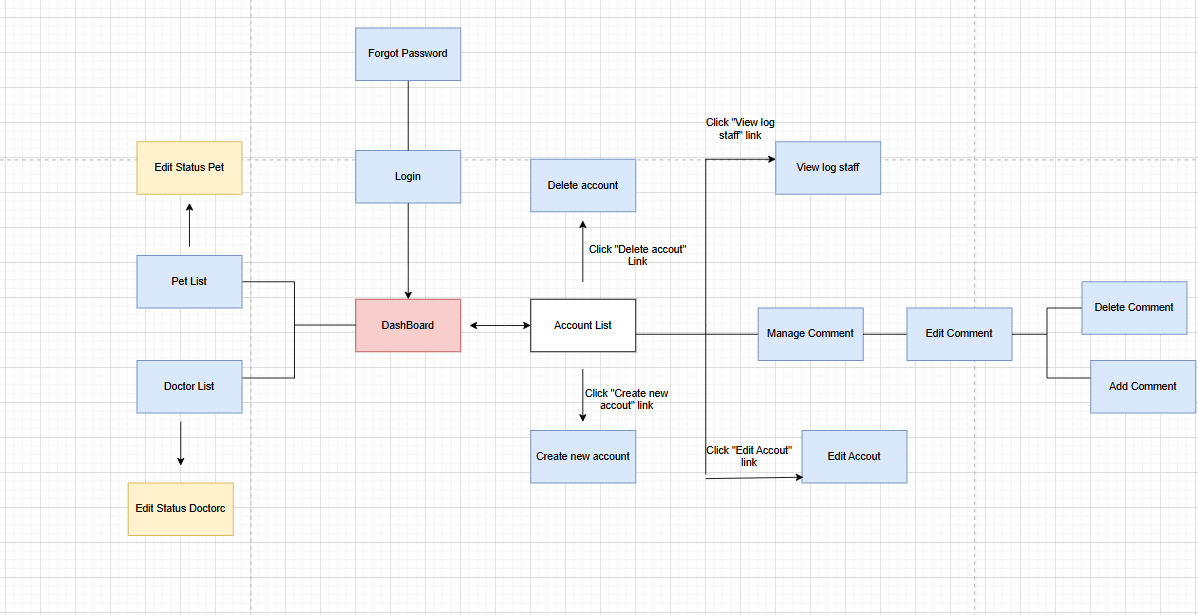 Forgot Password
Click "View log
staff" link
Edit Status Pet
Login
View log staff
Delete account
Click "Delete accout"
Link
Pet List
DashBoard
Account List
Manage Comment
Edit Comment
Delete Comment
Doctor List
Click "Create new
accout" link
Add Comment
Create new account
Click "Edit Accout"
link
Edit Accout
Edit Status Doctorc